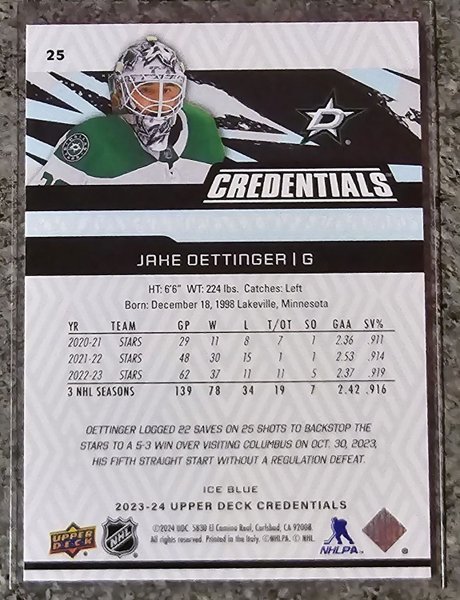 25
CREDENTIALS
JAKE OETTINGER | G
HT: 6'6" WT: 224 lbs. Catches: Left
Born: December 18, 1998 Lakeville, Minnesota
YR TEAM GP W L T/OT SO GAA SV%
2020-21 STARS 29 11 8 7 1 2.36 .911
2021-22 STARS 48 30 15 1 1 2.53 .914
2022-23 STARS 62 37 11 11 5 2.37 .919
3 NHL SEASONS 139 78 34 19 7 2.42 .916
OETTINGER LOGGED 22 SAVES ON 25 SHOTS TO BACKSTOP THE
STARS TO A 5-3 WIN OVER VISITING COLUMBUS ON OCT. 30, 2023,
HIS FIFTH STRAIGHT START WITHOUT A REGULATION DEFEAT.
ICE BLUE
2023-24 UPPER DECK CREDENTIALS
UPPER DECK
NHL
©2024 UDC. 5830 El Camino Real, Carlsbad, CA 92008.
All rights reserved. Printed in the Italy. ©NHLPA. © NHL.
NHLPA